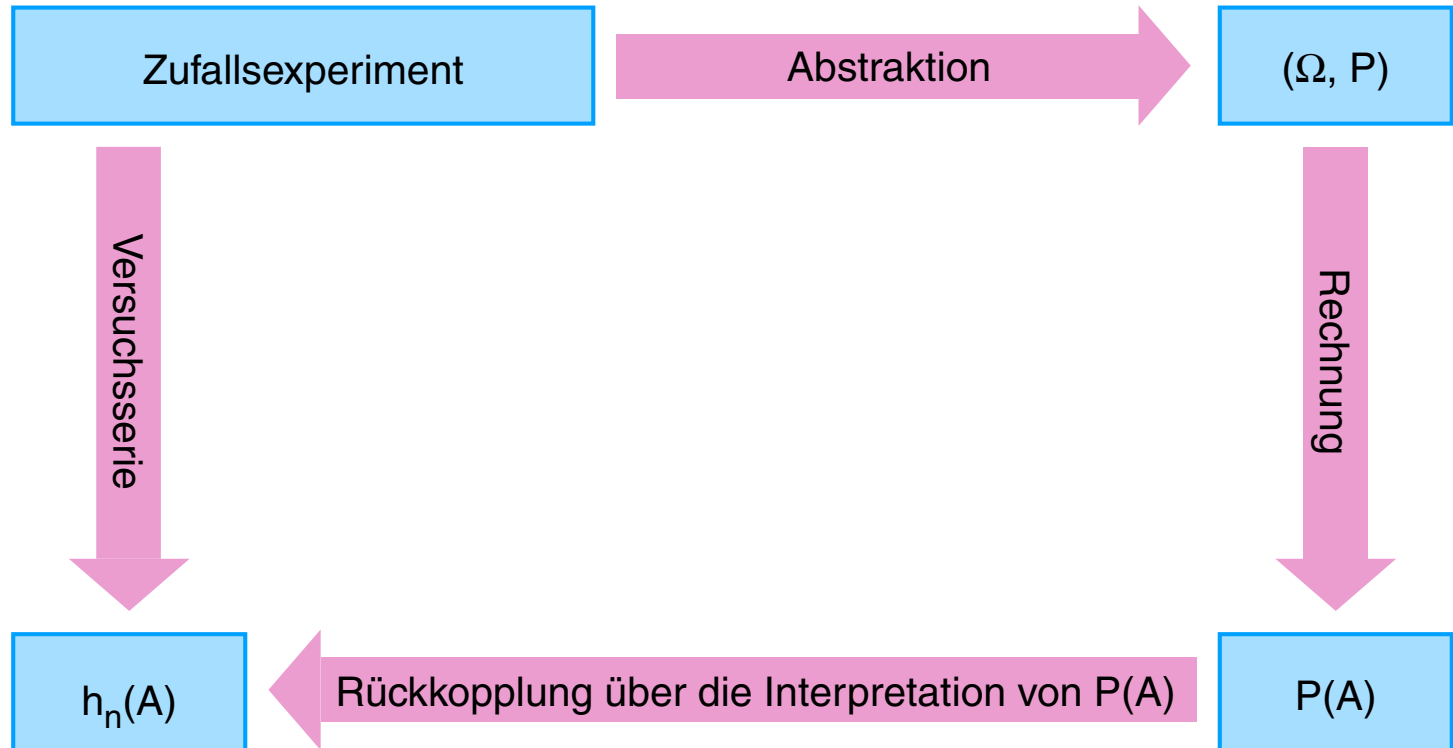 Zufallsexperiment
Abstraktion
(Ω, P)
Versuchsserie
Rechnung
hn(A)
Rückkopplung über die Interpretation von P(A)
P(A)